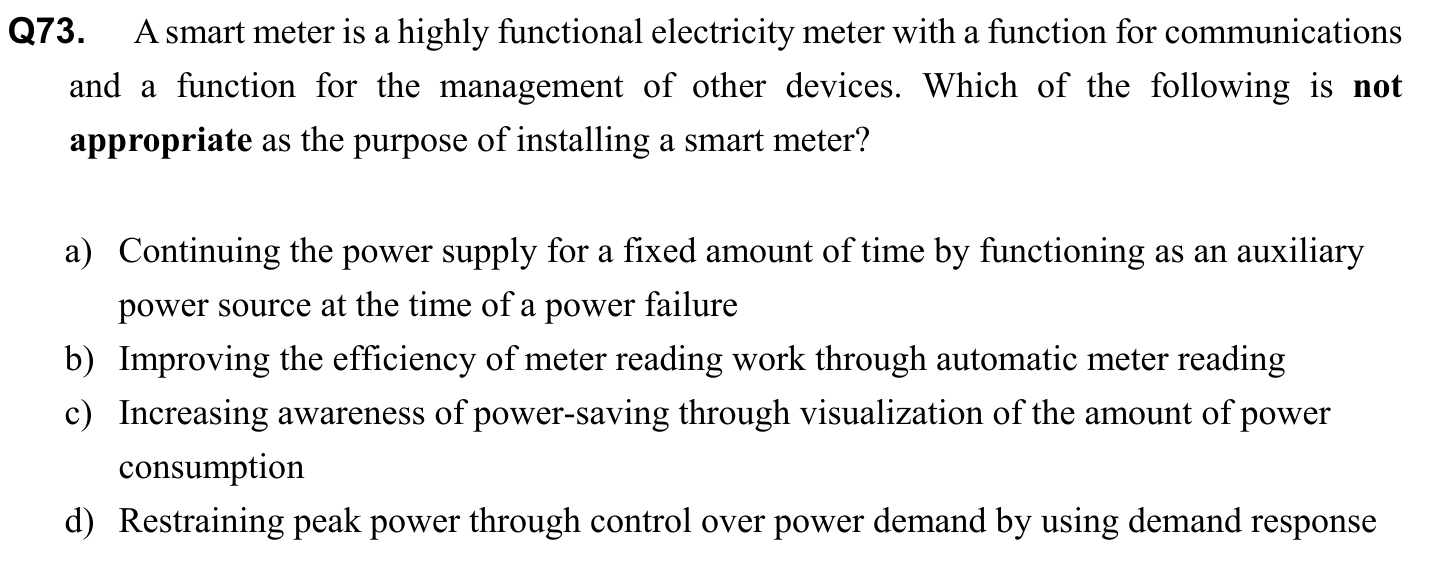 Q73. A smart meter is a highly functional electricity meter with a function for communications
and a function for the management of other devices. Which of the following is not
appropriate as the purpose of installing a smart meter?
a) Continuing the power supply for a fixed amount of time by functioning as an auxiliary
power source at the time of a power failure
b) Improving the efficiency of meter reading work through automatic meter reading
c) Increasing awareness of power-saving through visualization of the amount of power
consumption
d) Restraining peak power through control over power demand by using demand response